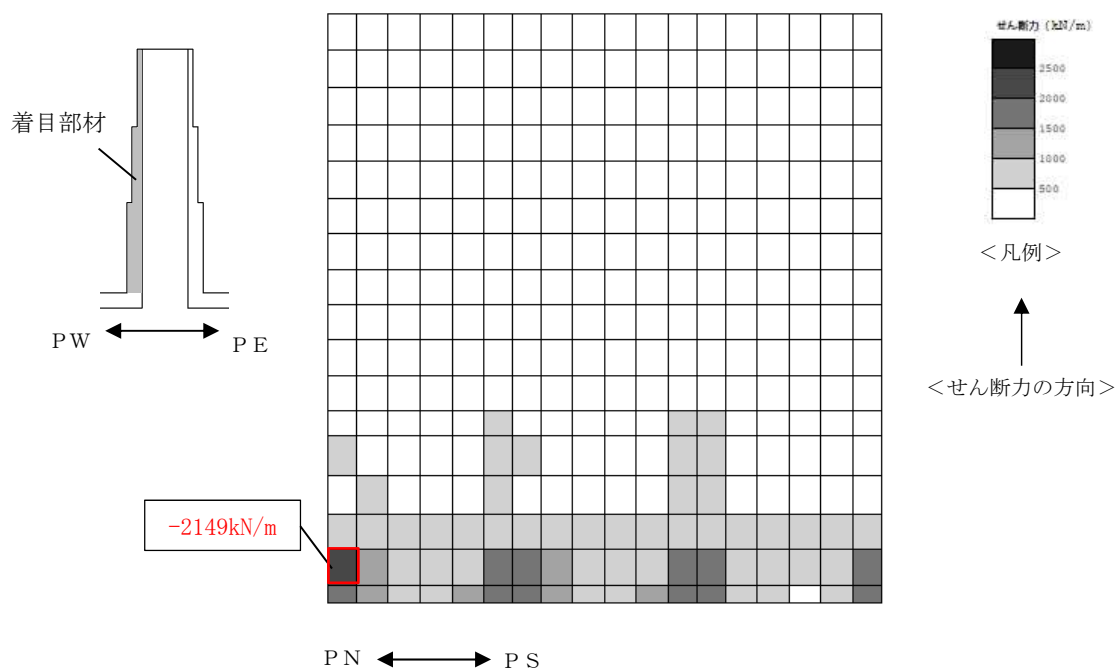 せん断力 (kN/m)
2500
2000
1500
1000
500
<凡例>
<せん断力の方向>
着目部材
ＰＷ
ＰＥ
-2149kN/m
ＰＮ
ＰＳ